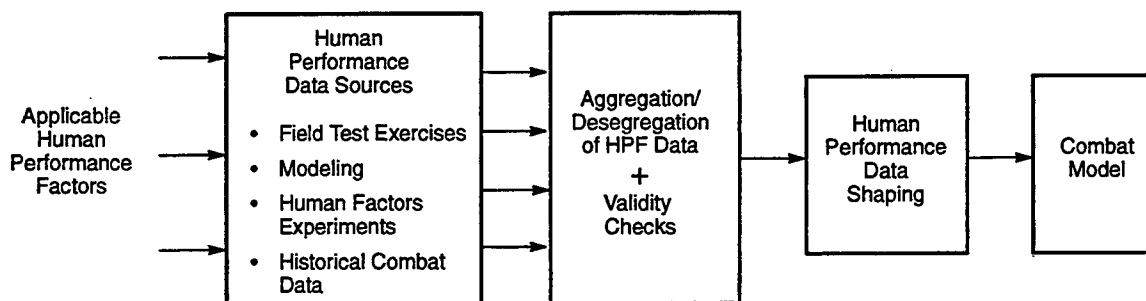 Applicable
Human
Performance
Factors
Human
Performance
Data Sources
• Field Test Exercises
• Modeling
• Human Factors
Experiments
• Historical Combat
Data
Aggregation/
Desegregation
of HPF Data
+
Validity
Checks
Human
Performance
Data
Shaping
Combat
Model